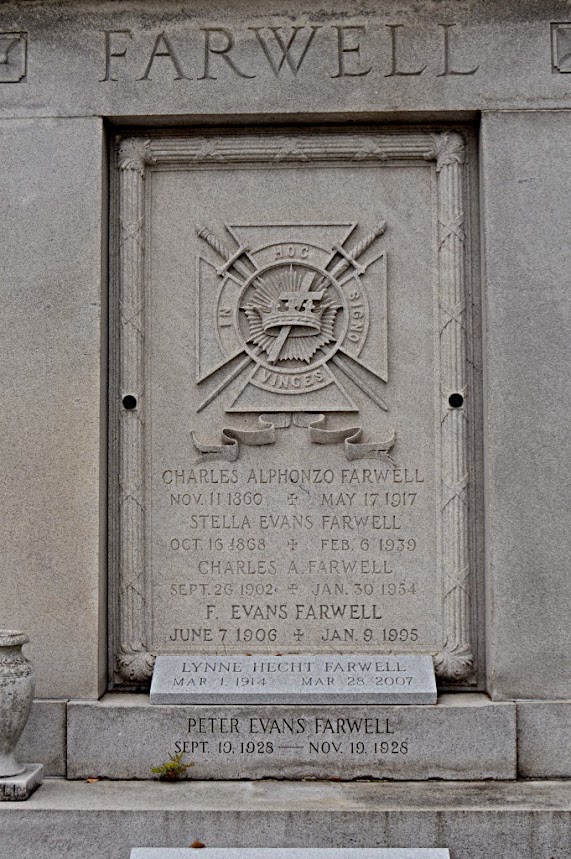 FARWELL
IN HOC SIGNO VINCES
CHARLES ALPHONZO FARWELL
NOV. 11 1860 ✠ MAY 17 1917
STELLA EVANS FARWELL
OCT. 16 1868 ✠ FEB. 6 1939
CHARLES A. FARWELL
SEPT. 26 1902 ✠ JAN. 30 1954
F. EVANS FARWELL
JUNE 7 1906 ✠ JAN. 9, 1995
LYNNE HECHT FARWELL
MAR. 1, 1914 MAR. 28, 2007
PETER EVANS FARWELL
SEPT. 19, 1928 — NOV. 19, 1928